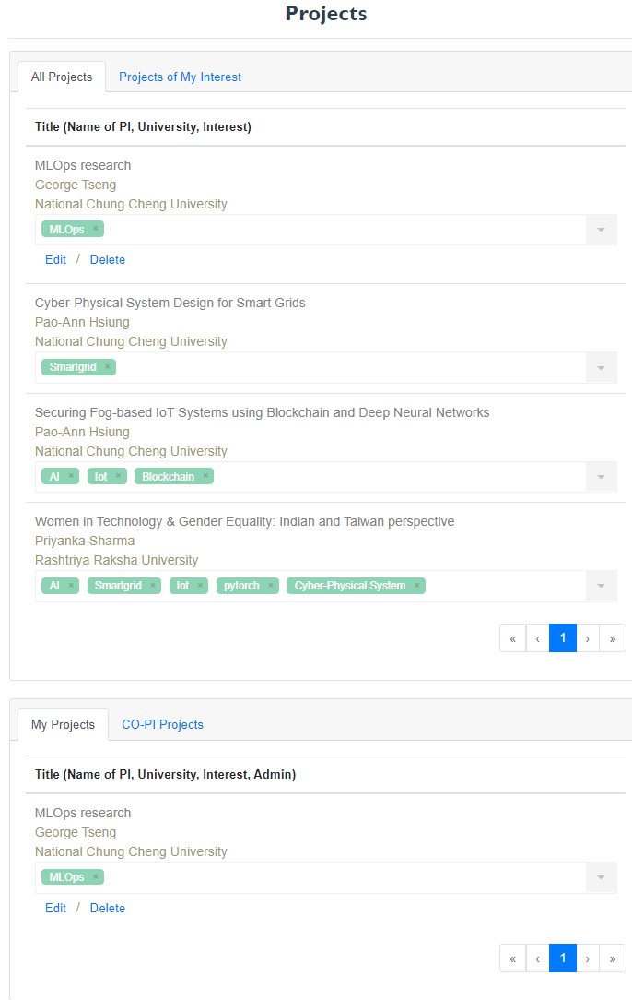 Projects
All Projects Projects of My Interest
Title (Name of PI, University, Interest)
MLOps research
George Tseng
National Chung Cheng University
MLOps ×
Edit / Delete
Cyber-Physical System Design for Smart Grids
Pao-Ann Hsiung
National Chung Cheng University
Smartgrid ×
Securing Fog-based IoT Systems using Blockchain and Deep Neural Networks
Pao-Ann Hsiung
National Chung Cheng University
AI × Iot × Blockchain ×
Women in Technology & Gender Equality: Indian and Taiwan perspective
Priyanka Sharma
Rashtriya Raksha University
AI × Smartgrid × Iot × pytorch × Cyber-Physical System ×
« ‹ 1 › »
My Projects CO-PI Projects
Title (Name of PI, University, Interest, Admin)
MLOps research
George Tseng
National Chung Cheng University
MLOps ×
Edit / Delete
« ‹ 1 › »